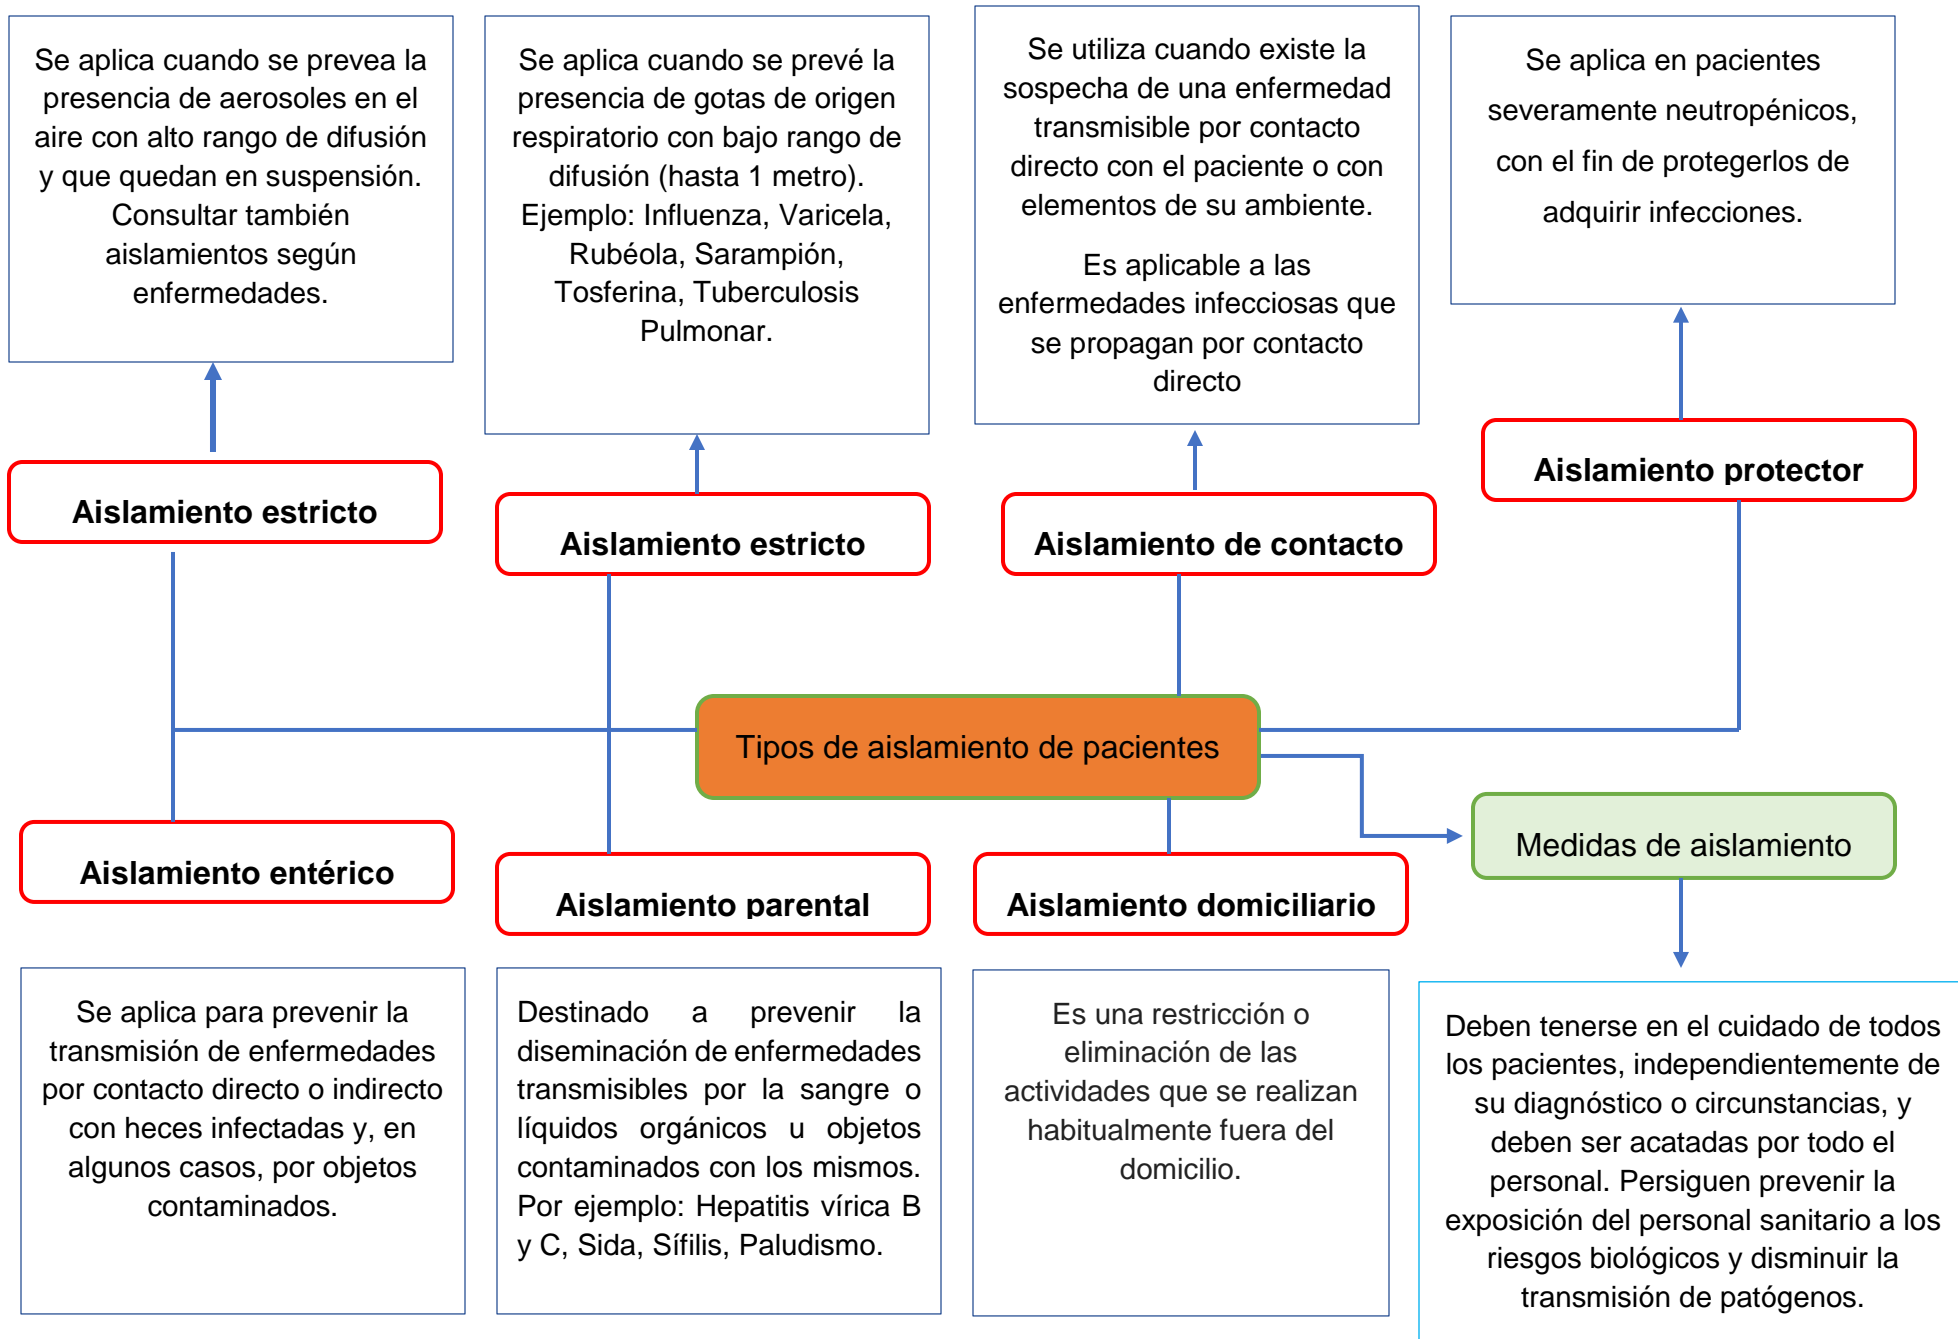 Se aplica cuando se prevea la
presencia de aerosoles en el
aire con alto rango de difusión
y que quedan en suspensión.
Consultar también
aislamientos según
enfermedades.
Se aplica cuando se prevé la
presencia de gotas de origen
respiratorio con bajo rango de
difusión (hasta 1 metro).
Ejemplo: Influenza, Varicela,
Rubéola, Sarampión,
Tosferina, Tuberculosis
Pulmonar.
Se utiliza cuando existe la
sospecha de una enfermedad
transmisible por contacto
directo con el paciente o con
elementos de su ambiente.
Es aplicable a las
enfermedades infecciosas que
se propagan por contacto
directo
Se aplica en pacientes
severamente neutropénicos,
con el fin de protegerlos de
adquirir infecciones.
Aislamiento estricto
Aislamiento estricto
Aislamiento de contacto
Aislamiento protector
Tipos de aislamiento de pacientes
Medidas de aislamiento
Aislamiento entérico
Aislamiento parental
Aislamiento domiciliario
Se aplica para prevenir la
transmisión de enfermedades
por contacto directo o indirecto
con heces infectadas y, en
algunos casos, por objetos
contaminados.
Destinado a prevenir la
diseminación de enfermedades
transmisibles por la sangre o
líquidos orgánicos u objetos
contaminados con los mismos.
Por ejemplo: Hepatitis vírica B
y C, Sida, Sífilis, Paludismo.
Es una restricción o
eliminación de las
actividades que se realizan
habitualmente fuera del
domicilio.
Deben tenerse en el cuidado de todos
los pacientes, independientemente de
su diagnóstico o circunstancias, y
deben ser acatadas por todo el
personal. Persiguen prevenir la
exposición del personal sanitario a los
riesgos biológicos y disminuir la
transmisión de patógenos.